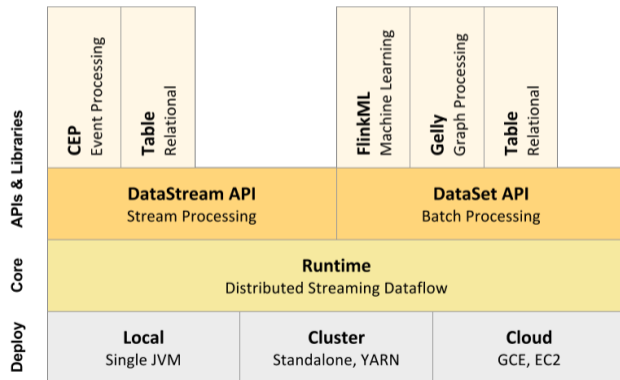 APIs & Libraries
CEP
Event Processing
Table
Relational
FlinkML
Machine Learning
Gelly
Graph Processing
Table
Relational
DataStream API
Stream Processing
DataSet API
Batch Processing
Core
Runtime
Distributed Streaming Dataflow
Deploy
Local
Single JVM
Cluster
Standalone, YARN
Cloud
GCE, EC2